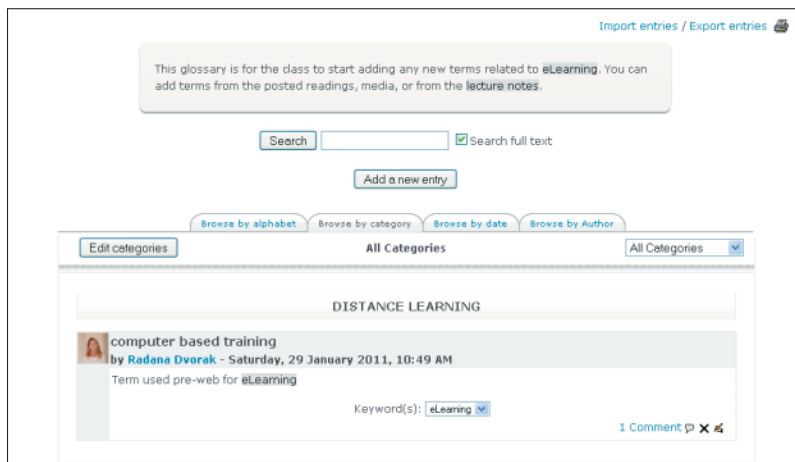 Import entries / Export entries
This glossary is for the class to start adding any new terms related to eLearning. You can
add terms from the posted readings, media, or from the lecture notes.
Search Search full text
Add a new entry
Browse by alphabet Browse by category Browse by date Browse by Author
Edit categories All Categories All Categories
DISTANCE LEARNING
computer based training
by Radana Dvorak - Saturday, 29 January 2011, 10:49 AM
Term used pre-web for eLearning
Keyword(s): eLearning
1 Comment